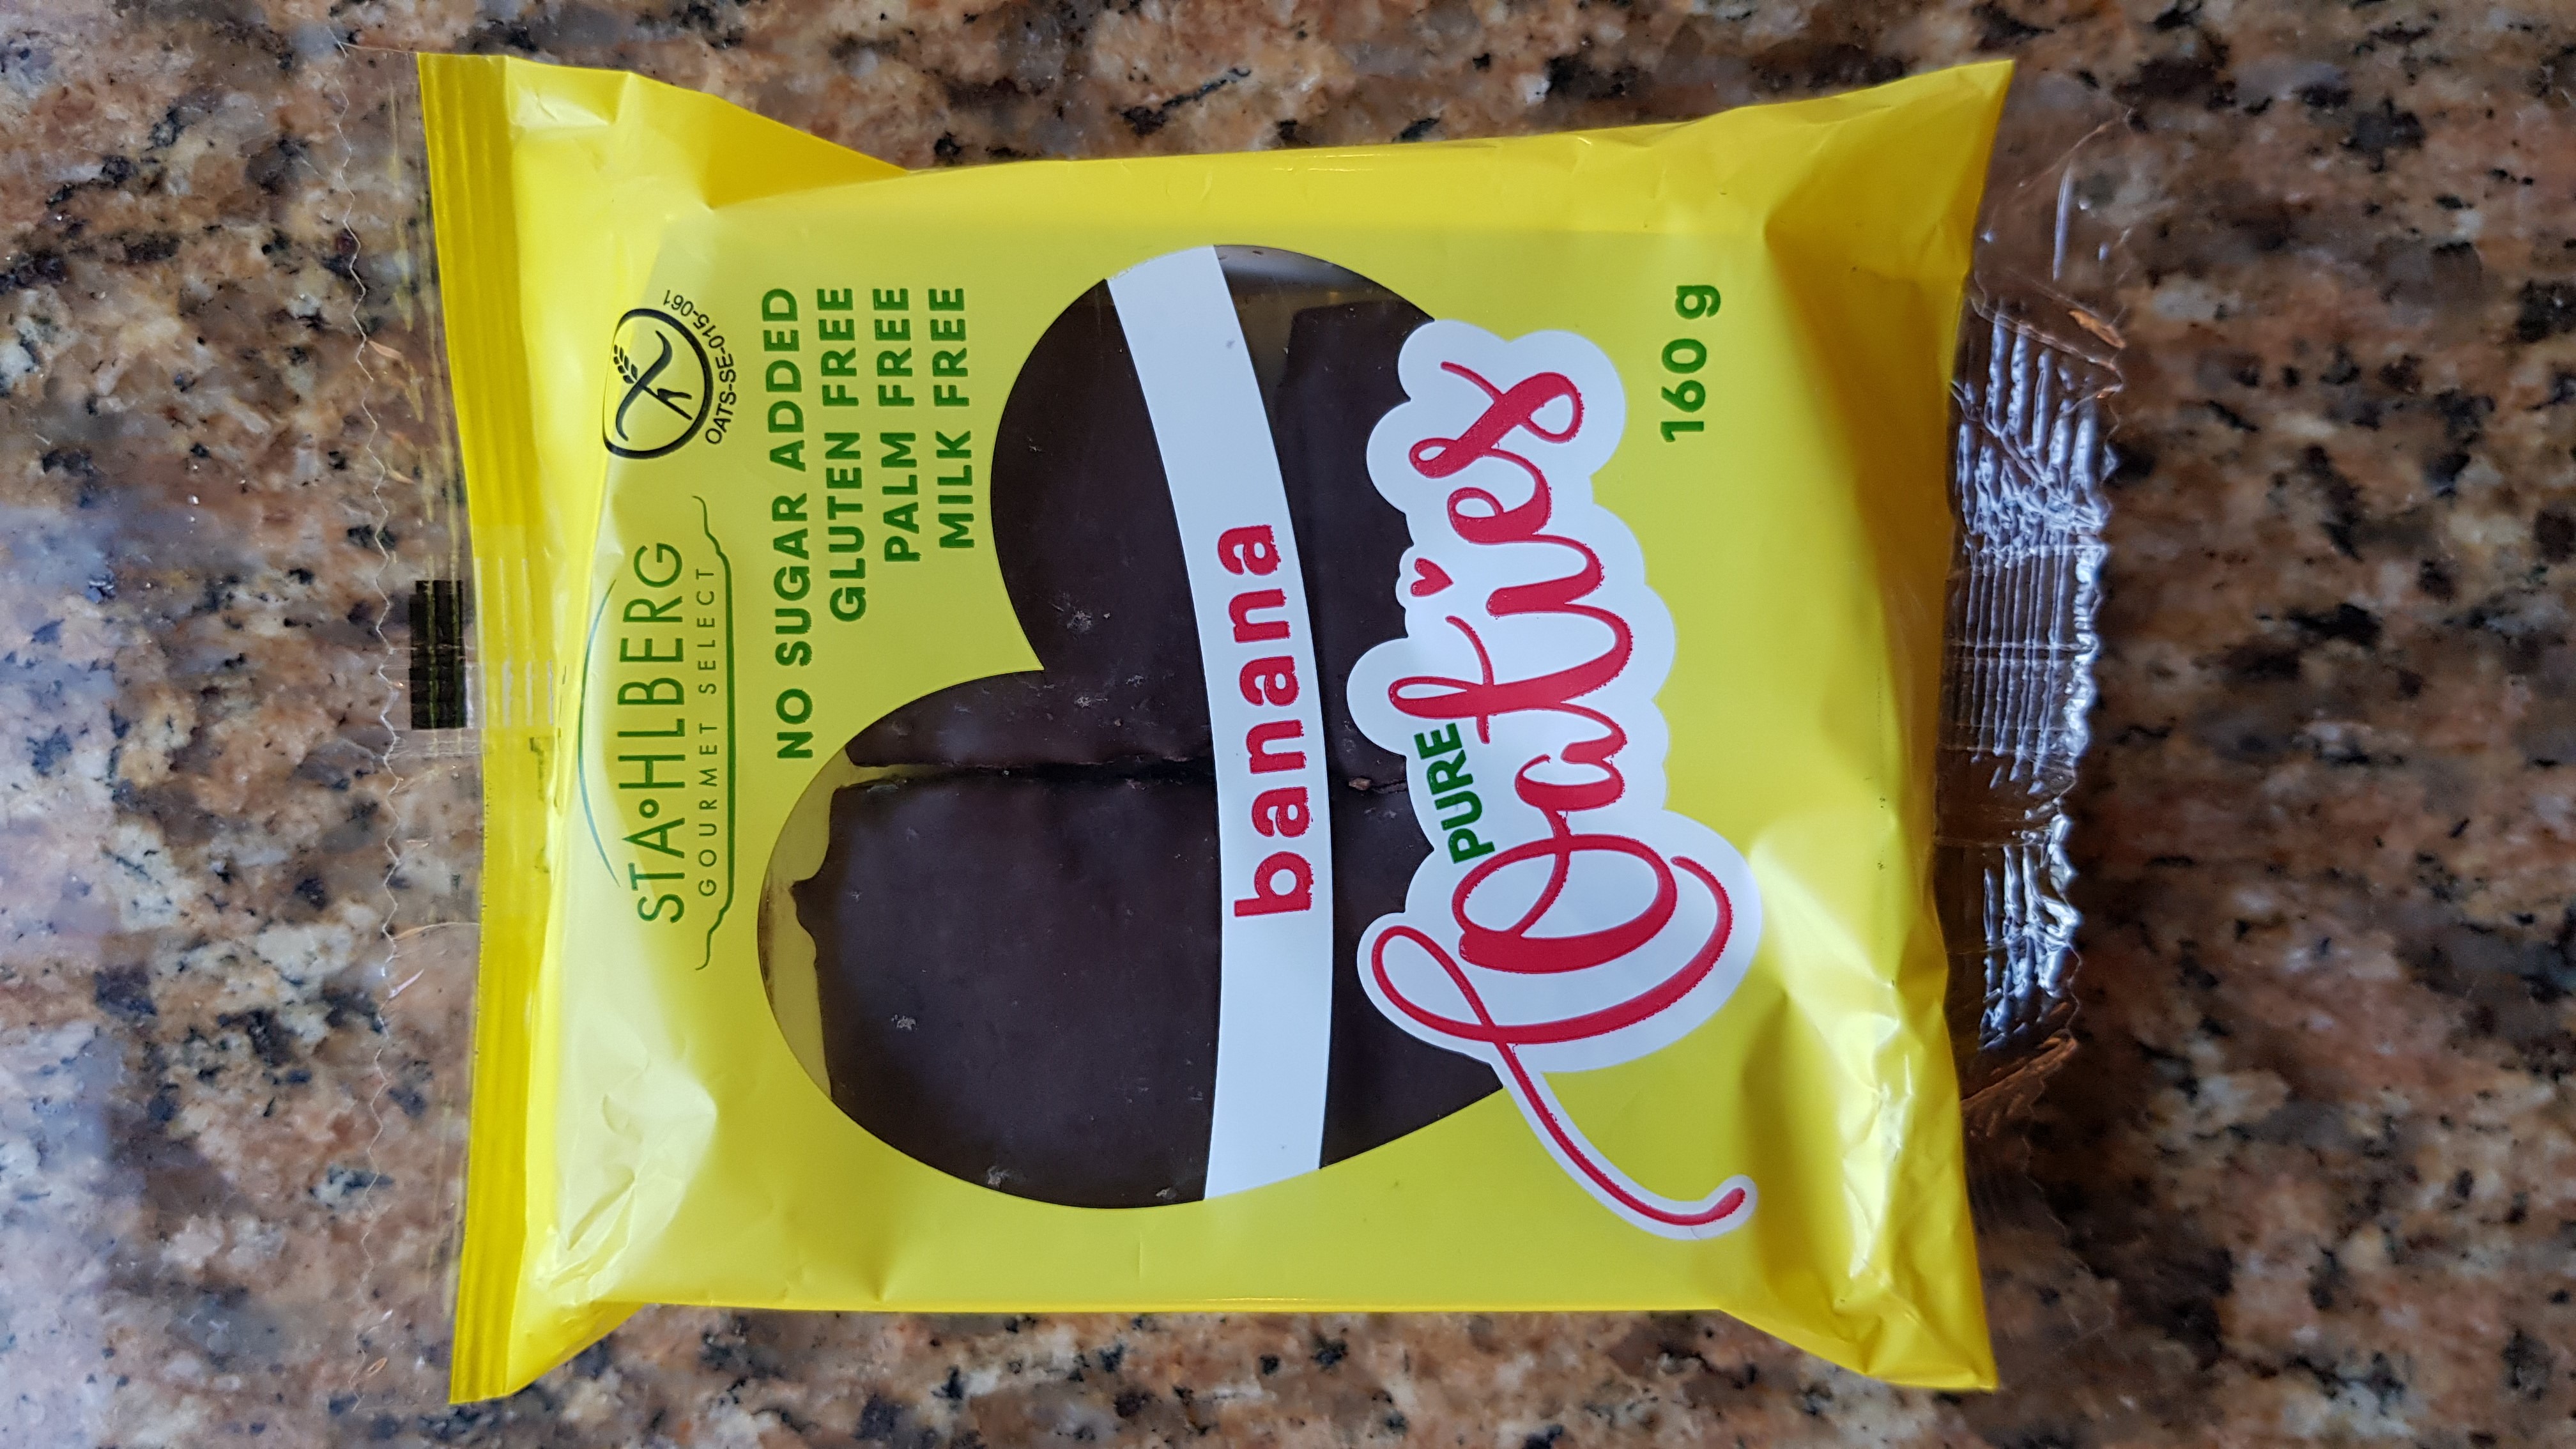 STAHLBERG
GOURMET SELECT
OATS-SE-015-061
NO SUGAR ADDED
GLUTEN FREE
PALM FREE
MILK FREE
banana
PURE
Oaties
160 g